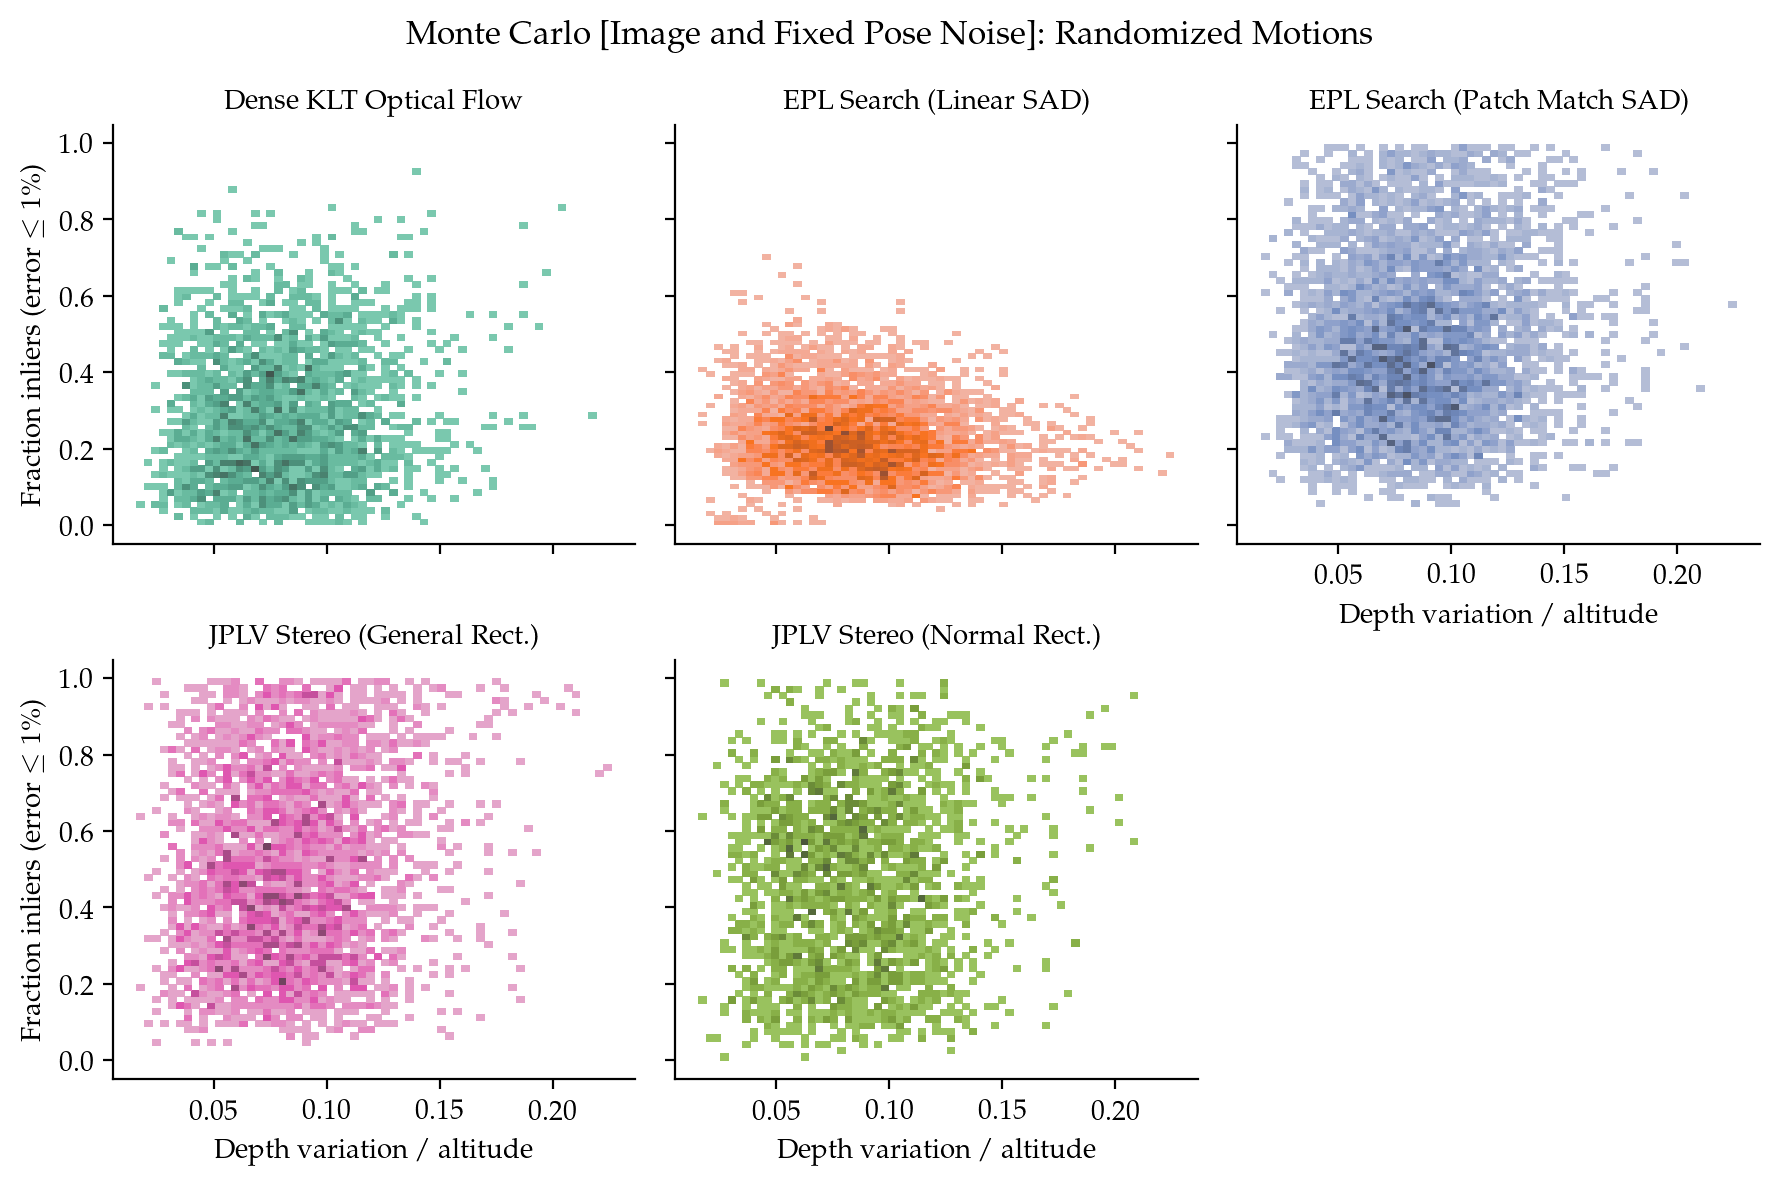 Monte Carlo [Image and Fixed Pose Noise]: Randomized Motions
Dense KLT Optical Flow
Fraction inliers (error ≤ 1%)
1.0
0.8
0.6
0.4
0.2
0.0
EPL Search (Linear SAD)
EPL Search (Patch Match SAD)
0.05 0.10 0.15 0.20
Depth variation / altitude
JPLV Stereo (General Rect.)
Fraction inliers (error ≤ 1%)
1.0
0.8
0.6
0.4
0.2
0.0
0.05 0.10 0.15 0.20
Depth variation / altitude
JPLV Stereo (Normal Rect.)
0.05 0.10 0.15 0.20
Depth variation / altitude